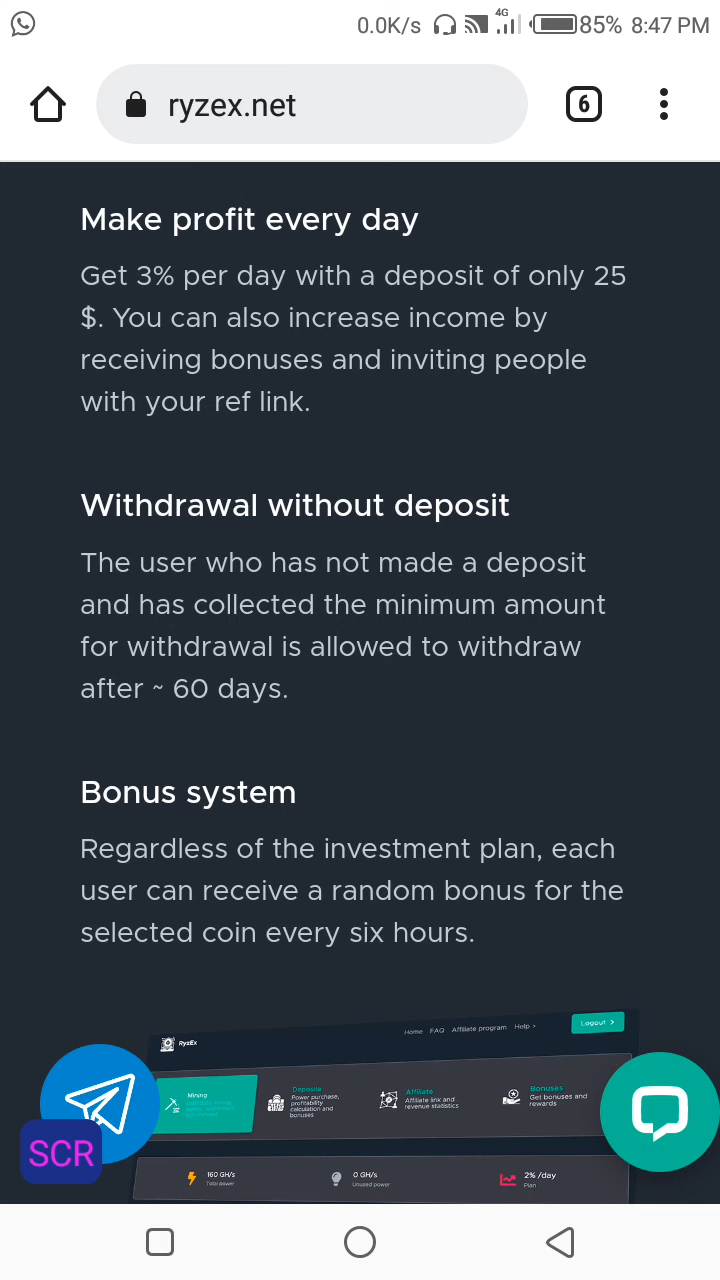 0.0K/s 4G 85% 8:47 PM
ryzex.net 6
Make profit every day
Get 3% per day with a deposit of only 25
$. You can also increase income by
receiving bonuses and inviting people
with your ref link.
Withdrawal without deposit
The user who has not made a deposit
and has collected the minimum amount
for withdrawal is allowed to withdraw
after ~ 60 days.
Bonus system
Regardless of the investment plan, each
user can receive a random bonus for the
selected coin every six hours.
RyzEx Home FAQ Affiliate program Help > Logout >
Mining
Deposits
Power purchase,
profitability
calculation and
bonuses
Affiliate
Affiliate link and
revenue statistics
Bonuses
Get bonuses and
rewards
SCR
160 GH/s
Total power
0 GH/s
Unused power
2% /day
Plan